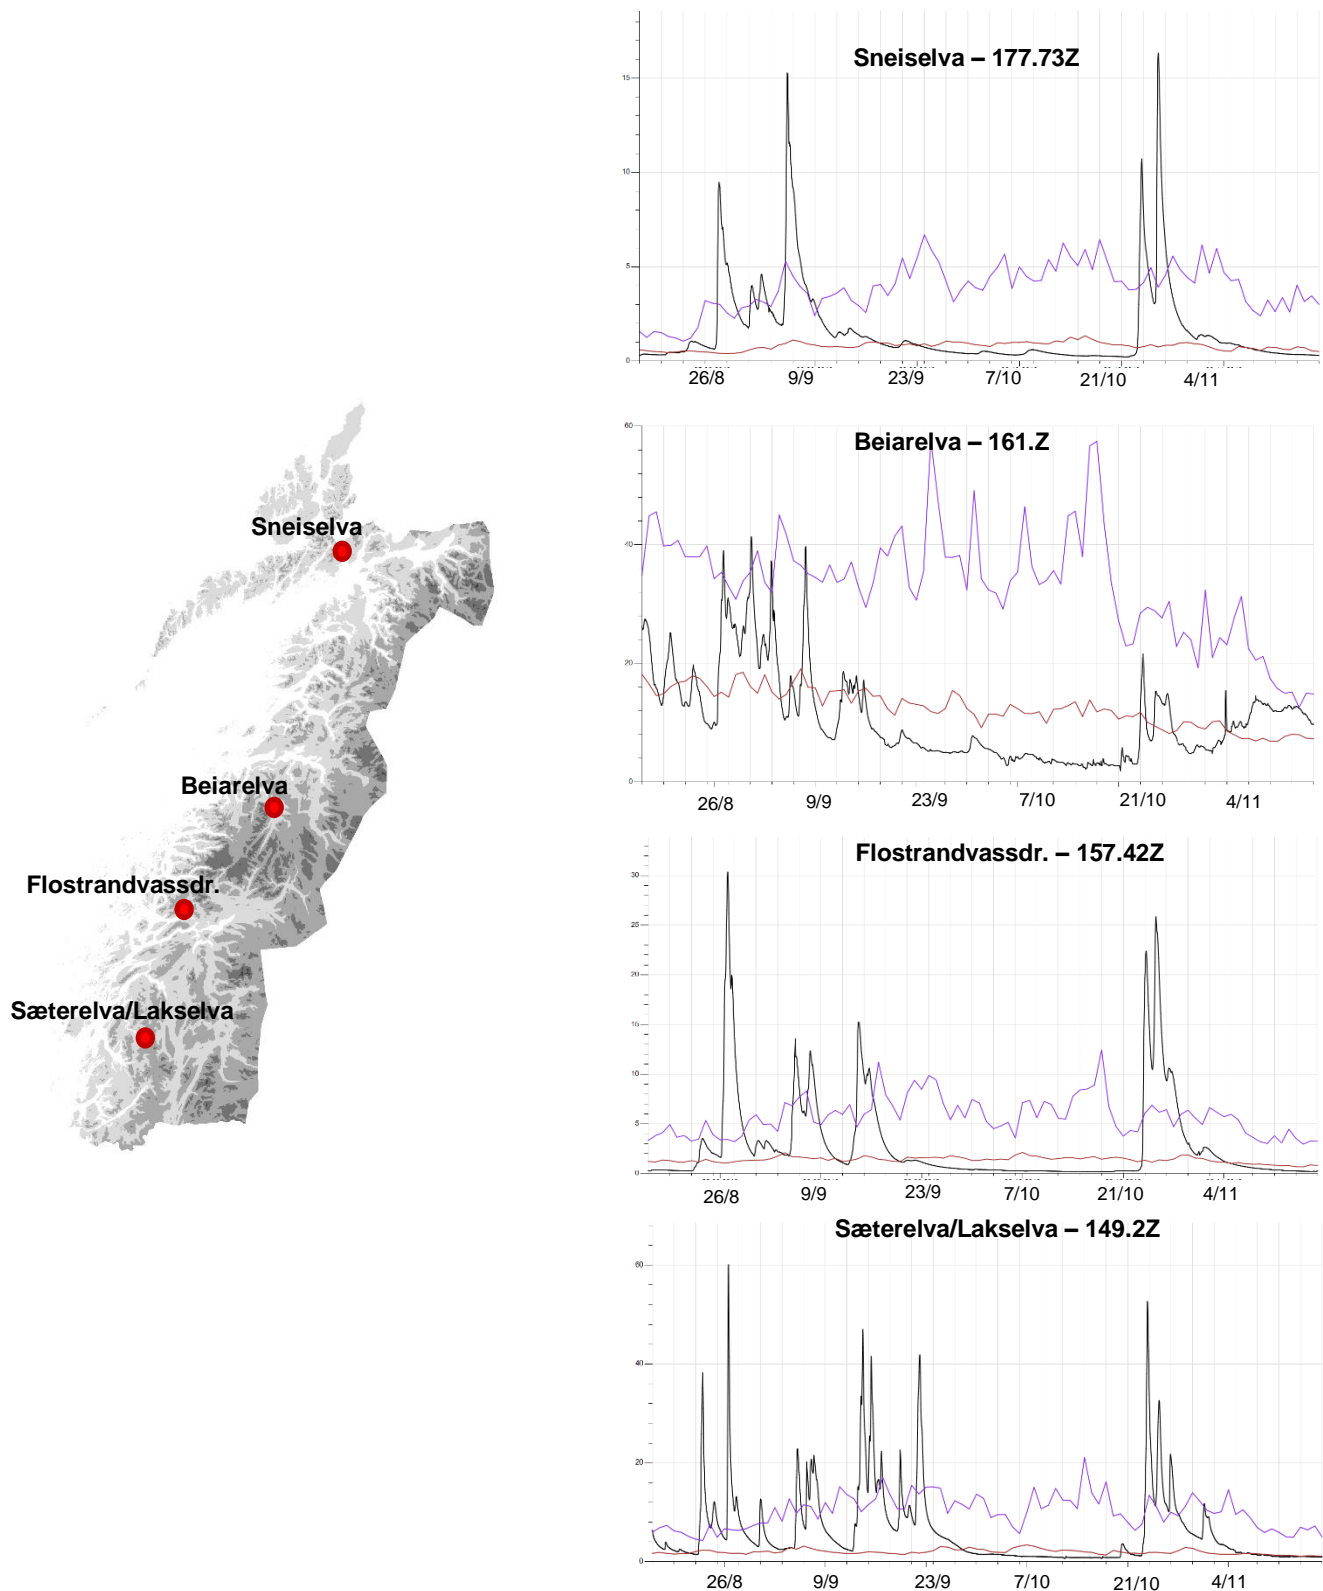 Sneiselva – 177.73Z
15
10
5
0
26/8 9/9 23/9 7/10 21/10 4/11
Beiarelva – 161.Z
60
40
20
0
26/8 9/9 23/9 7/10 21/10 4/11
Flostrandvassdr. – 157.42Z
30
25
20
15
10
5
0
26/8 9/9 23/9 7/10 21/10 4/11
Sæterelva/Lakselva – 149.2Z
60
40
20
0
26/8 9/9 23/9 7/10 21/10 4/11
Sneiselva
Beiarelva
Flostrandvassdr.
Sæterelva/Lakselva